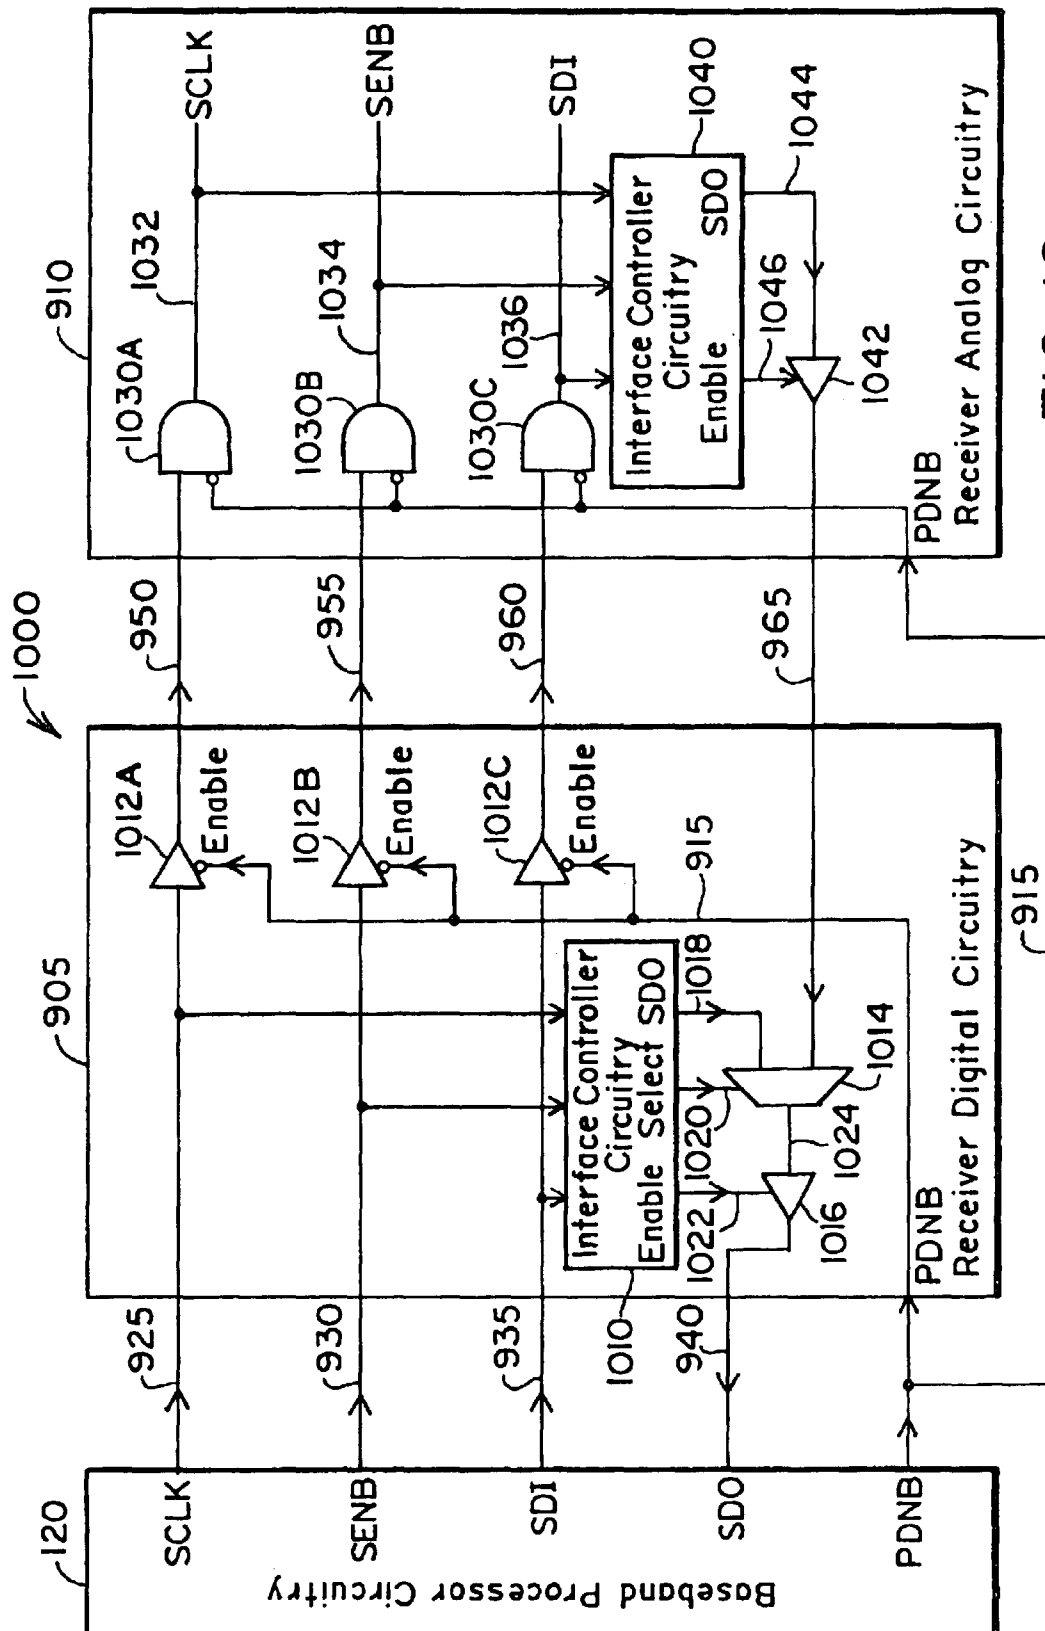 1000
120
Baseband Processor Circuitry
SCLK
SENB
SDI
SDO
PDNB
925
930
935
940
905
1012A
Enable
1012B
Enable
1012C
Enable
915
Interface Controller
Circuitry
Enable Select SDO
1010
1018
1020
1022
1014
1024
1016
PDNB
Receiver Digital Circuitry
915
950
955
960
965
910
1030A
1030B
1030C
1032
1034
1036
SCLK
SENB
SDI
Interface Controller
Circuitry
Enable SDO
1040
1044
1046
1042
PDNB
Receiver Analog Circuitry